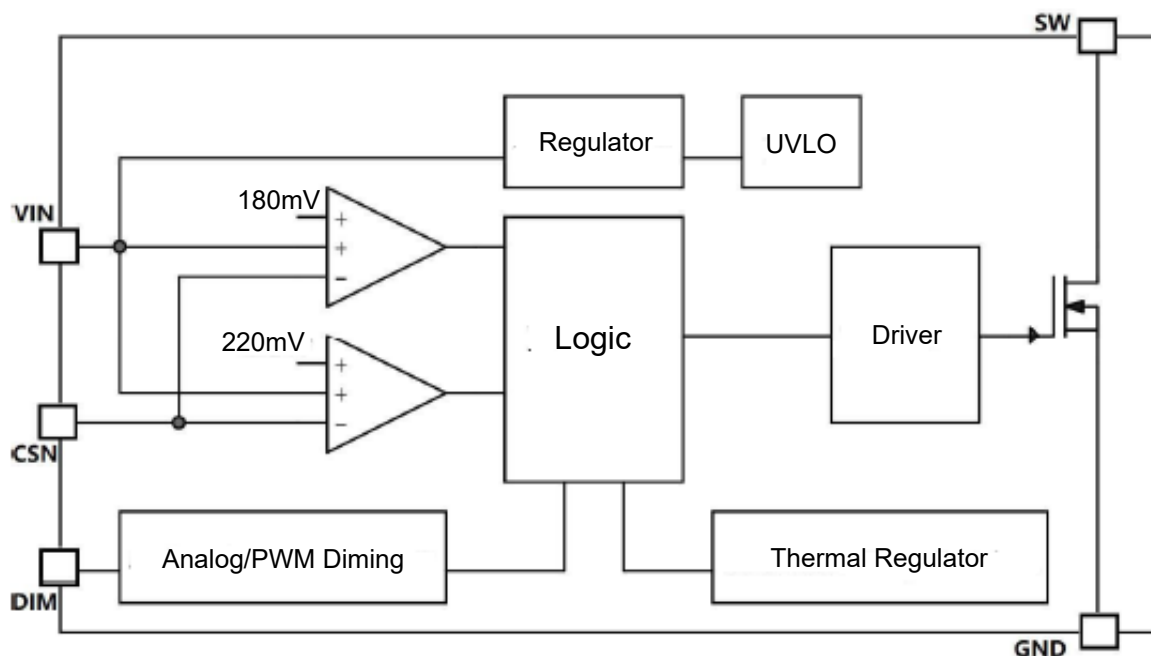 SW
Regulator
UVLO
180mV
VIN
+
+
−
Logic
220mV
Driver
+
+
−
CSN
Analog/PWM Diming
Thermal Regulator
DIM
GND